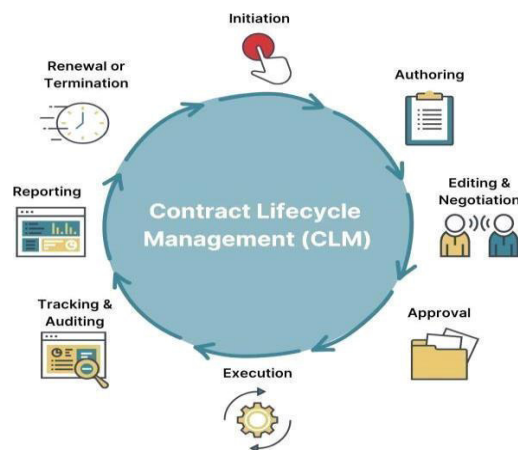 Initiation
Authoring
Editing &
Negotiation
Approval
Execution
Tracking &
Auditing
Reporting
Renewal or
Termination
Contract Lifecycle
Management (CLM)